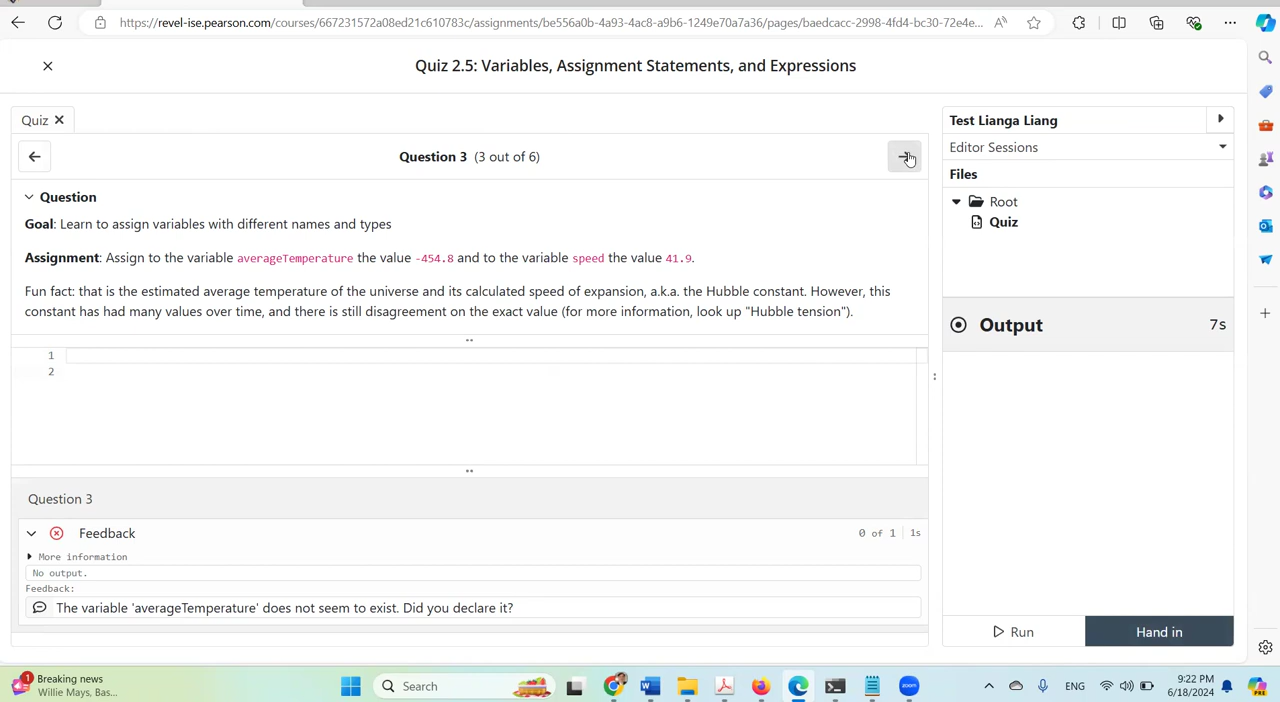 https://revel-ise.pearson.com/courses/667231572a08ed21c610783c/assignments/be556a0b-4a93-4ac8-a9b6-1249e70a7a36/pages/baedcacc-2998-4fd4-bc30-72e4e...
Quiz 2.5: Variables, Assignment Statements, and Expressions
Quiz
Question 3 (3 out of 6)
Question
Goal: Learn to assign variables with different names and types
Assignment: Assign to the variable averageTemperature the value -454.8 and to the variable speed the value 41.9.
Fun fact: that is the estimated average temperature of the universe and its calculated speed of expansion, a.k.a. the Hubble constant. However, this
constant has had many values over time, and there is still disagreement on the exact value (for more information, look up "Hubble tension").
1
2
Question 3
Feedback 0 of 1 1s
More information
No output.
Feedback:
The variable 'averageTemperature' does not seem to exist. Did you declare it?
Test Lianga Liang
Editor Sessions
Files
Root
Quiz
Output 7s
Run
Hand in
1
Breaking news
Willie Mays, Bas...
Search
zoom
ENG
9:22 PM
6/18/2024
PRE